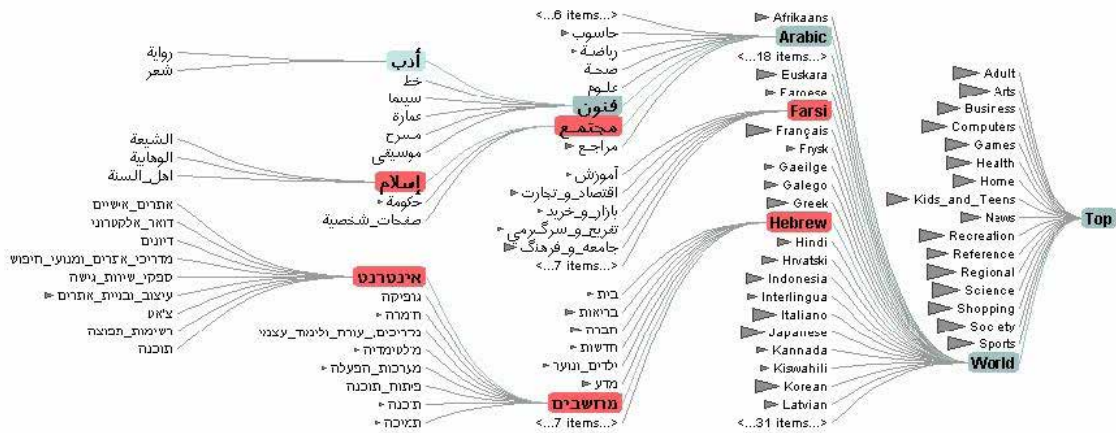 Top
Adult
Arts
Business
Computers
Games
Health
Home
Kids_and_Teens
News
Recreation
Reference
Regional
Science
Shopping
Society
Sports
World
Afrikaans
Arabic
<...18 items...>
Euskara
Faroese
Farsi
Français
Frysk
Gaeilge
Galego
Greek
Hebrew
Hindi
Hrvatski
Indonesia
Interlingua
Italiano
Japanese
Kannada
Kiswahili
Korean
Latvian
<...31 items...>
<...6 items...>
حاسوب
رياضة
صحة
علوم
فنون
مجتمع
مراجع
آموزش
اقتصاد_و_تجارت
بازار_و_خريد
تفريح_و_سرگرمی
جامعه_و_فرهنگ
<...7 items...>
בית
בריאות
חברה
חדשות
ילדים_ונוער
מדע
מחשבים
<...7 items...>
أدب
خط
سينما
عمارة
مسرح
موسيقى
إسلام
حكومة
صفحات_شخصية
אינטרנט
גרפיקה
חומרה
מדריכים,_עזרה_ולימוד_עצמי
מולטימדיה
מערכות_הפעלה
פיתוח_תוכנה
תוכנה
תמיכה
رواية
شعر
الشيعة
الوهابية
اهل_السنة
אתרים_אישיים
דואר_אלקטרוני
דיונים
מדריכי_אתרים_ומנועי_חיפוש
ספקי_שירות_גישה
עיצוב_ובניית_אתרים
צ'אט
רשימות_תפוצה
תוכנה